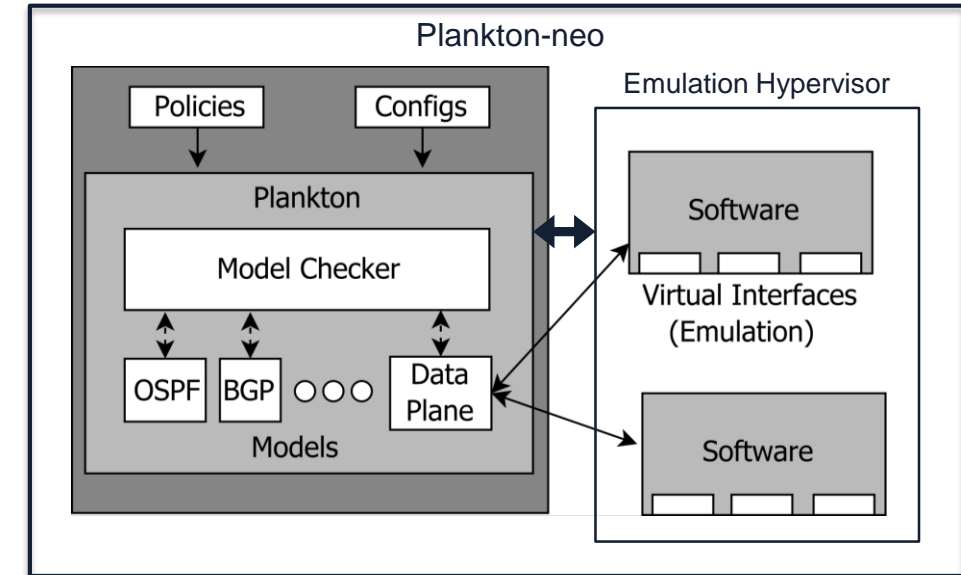 Plankton-neo
Policies
Configs
Emulation Hypervisor
Plankton
Model Checker
OSPF
BGP
Data
Plane
Models
Software
Virtual Interfaces
(Emulation)
Software